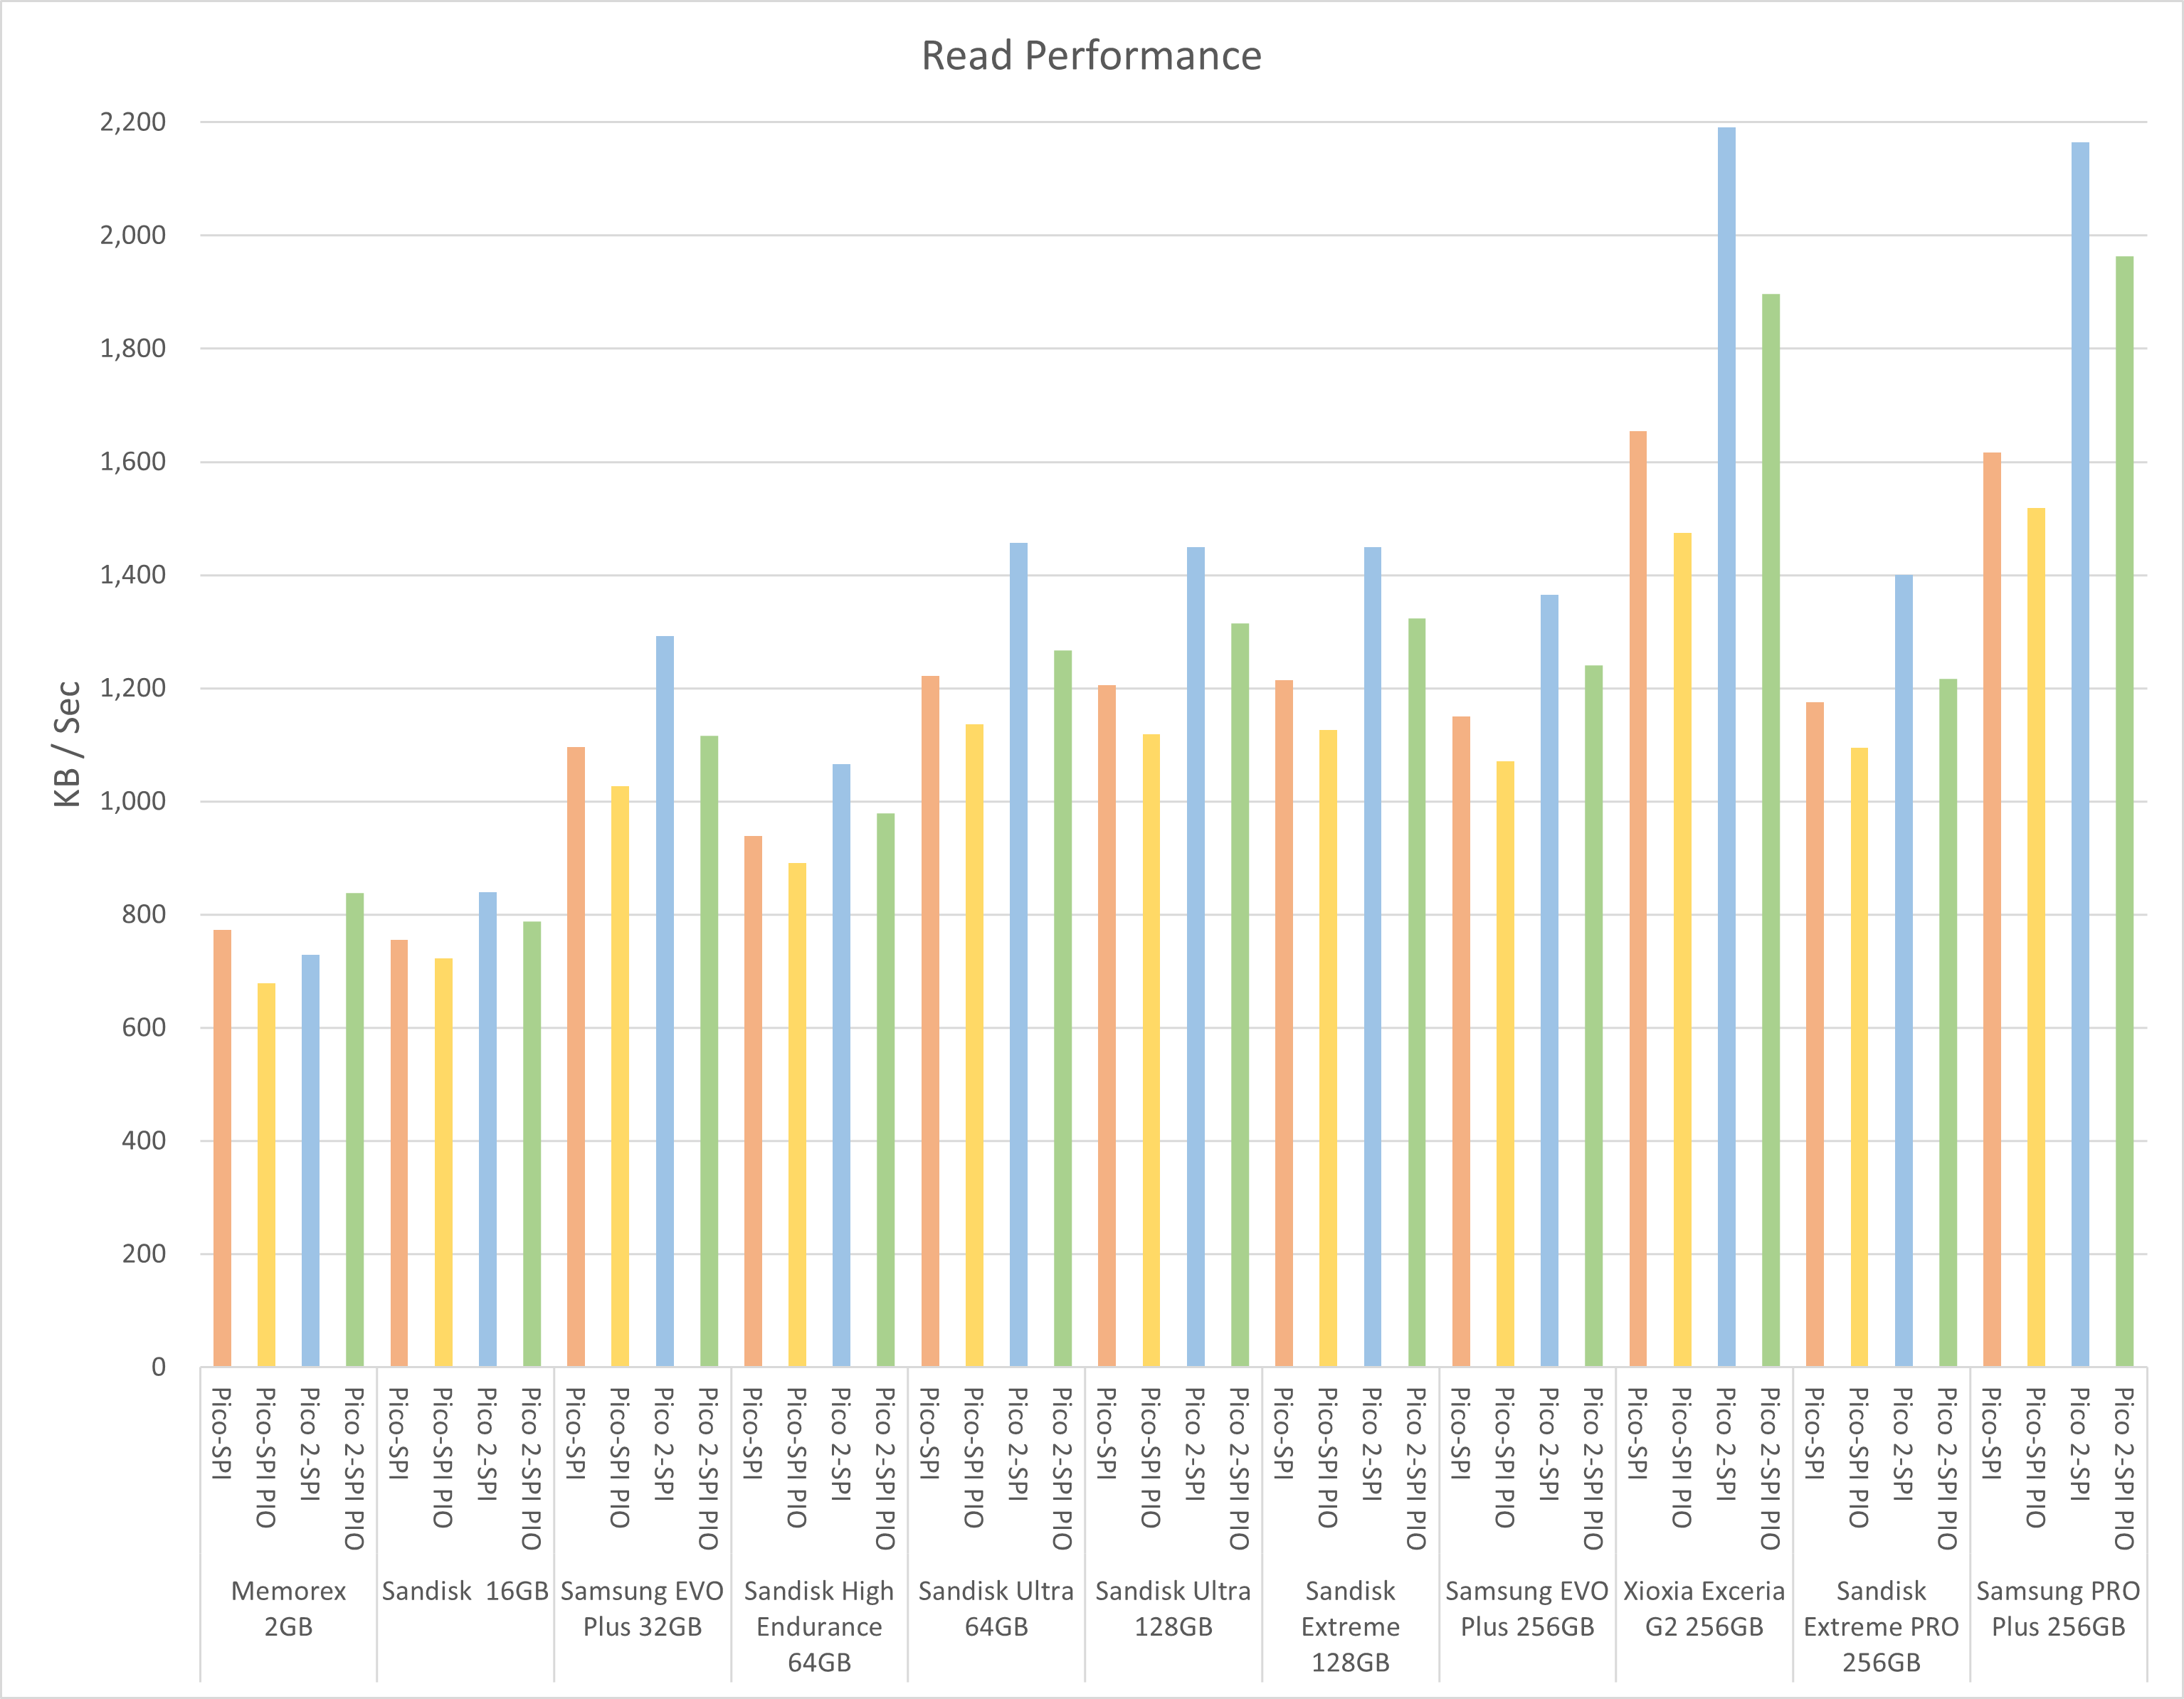 Read Performance
2,200
2,000
1,800
1,600
1,400
1,200
1,000
800
600
400
200
0
KB / Sec
Pico-SPI
Pico-SPI PIO
Pico 2-SPI
Pico 2-SPI PIO
Pico-SPI
Pico-SPI PIO
Pico 2-SPI
Pico 2-SPI PIO
Pico-SPI
Pico-SPI PIO
Pico 2-SPI
Pico 2-SPI PIO
Pico-SPI
Pico-SPI PIO
Pico 2-SPI
Pico 2-SPI PIO
Pico-SPI
Pico-SPI PIO
Pico 2-SPI
Pico 2-SPI PIO
Pico-SPI
Pico-SPI PIO
Pico 2-SPI
Pico 2-SPI PIO
Pico-SPI
Pico-SPI PIO
Pico 2-SPI
Pico 2-SPI PIO
Pico-SPI
Pico-SPI PIO
Pico 2-SPI
Pico 2-SPI PIO
Pico-SPI
Pico-SPI PIO
Pico 2-SPI
Pico 2-SPI PIO
Pico-SPI
Pico-SPI PIO
Pico 2-SPI
Pico 2-SPI PIO
Pico-SPI
Pico-SPI PIO
Pico 2-SPI
Pico 2-SPI PIO
Memorex
2GB
Sandisk  16GB
Samsung EVO
Plus 32GB
Sandisk High
Endurance
64GB
Sandisk Ultra
64GB
Sandisk Ultra
128GB
Sandisk
Extreme
128GB
Samsung EVO
Plus 256GB
Xioxia Exceria
G2 256GB
Sandisk
Extreme PRO
256GB
Samsung PRO
Plus 256GB